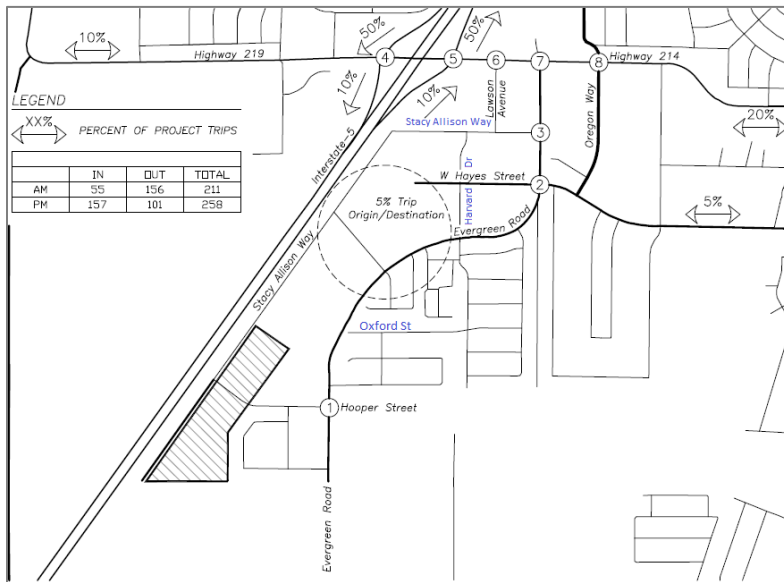 10%
Highway 219
50%
50%
4
5
6
7
8
Highway 214
LEGEND
XX%
PERCENT OF PROJECT TRIPS
10%
10%
Lawson
Avenue
Oregon Way
20%
Stacy Allison Way
3
Interstate-5
IN OUT TOTAL
AM 55 156 211
PM 157 101 258
W Hayes Street
2
Harvard Dr
5% Trip
Origin/Destination
Evergreen Road
5%
Stacy Allison Way
Oxford St
1
Hooper Street
Evergreen Road